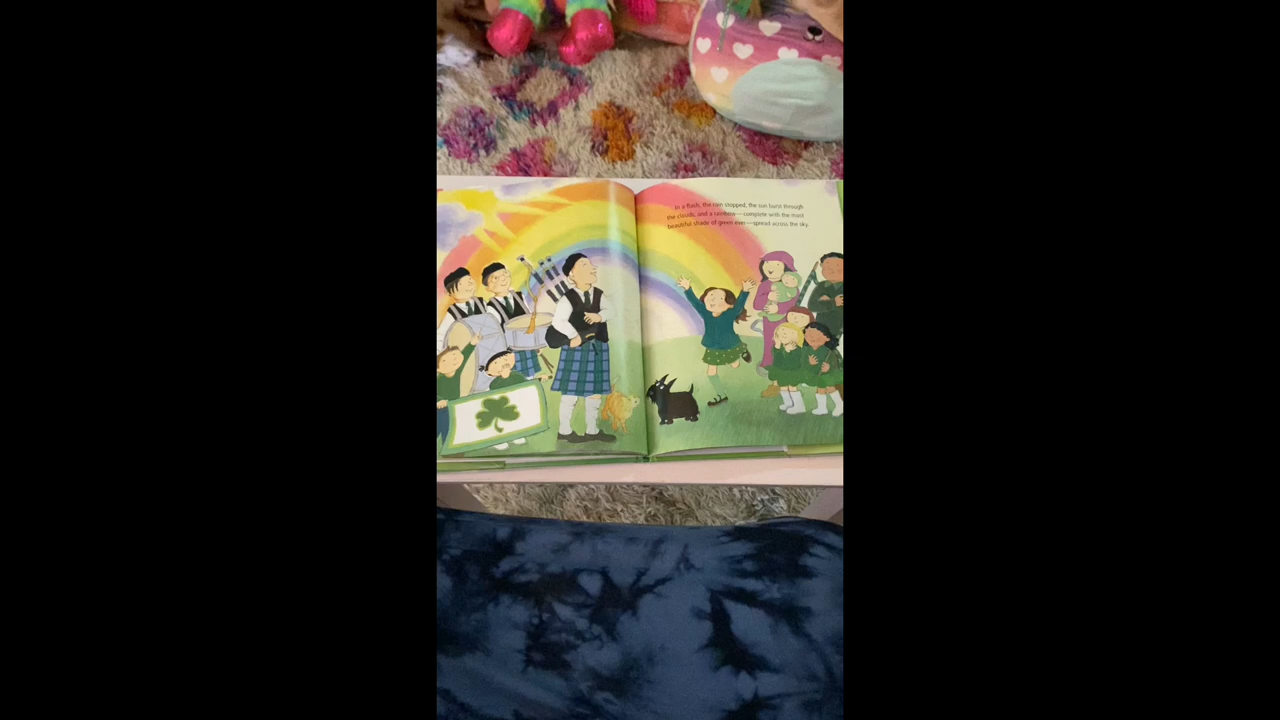 In a flash, the rain stopped, the sun burst through
the clouds, and a rainbow—complete with the most
beautiful shade of green ever—spread across the sky.